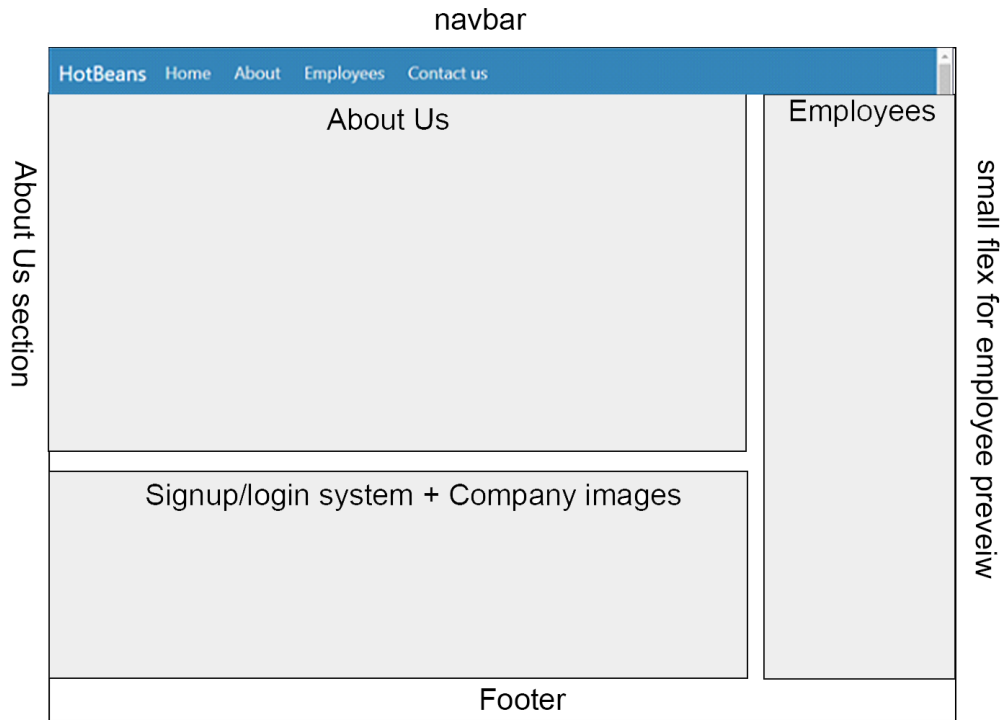 navbar
HotBeans Home About Employees Contact us
About Us
Employees
About Us section
small flex for employee preveiw
Signup/login system + Company images
Footer